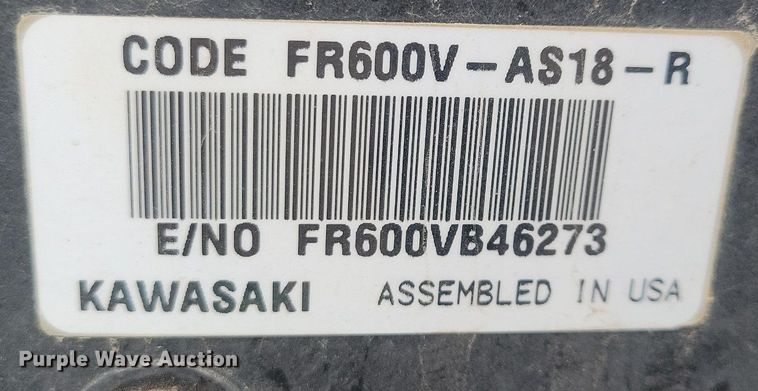 CODE FR600V-AS18-R
E/NO FR600VB46273
KAWASAKI ASSEMBLED IN USA
Purple Wave Auction